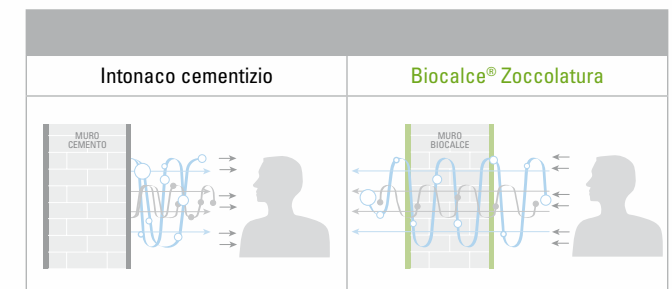 Intonaco cementizio
Biocalce® Zoccolatura
MURO
CEMENTO
MURO
BIOCALCE